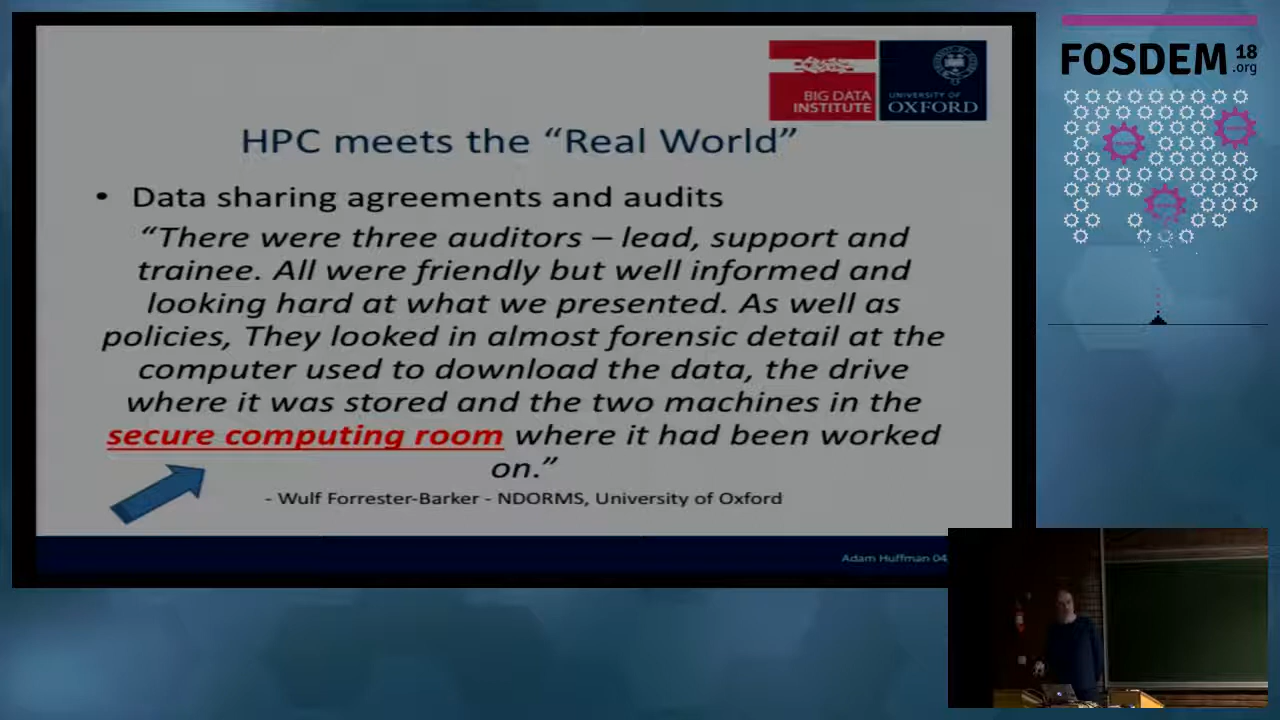 FOSDEM 18
.org
BIG DATA
INSTITUTE
UNIVERSITY OF
OXFORD
HPC meets the “Real World”
• Data sharing agreements and audits
“There were three auditors – lead, support and
trainee. All were friendly but well informed and
looking hard at what we presented. As well as
policies, They looked in almost forensic detail at the
computer used to download the data, the drive
where it was stored and the two machines in the
secure computing room where it had been worked
on.”
- Wulf Forrester-Barker - NDORMS, University of Oxford
Adam Huffman 04